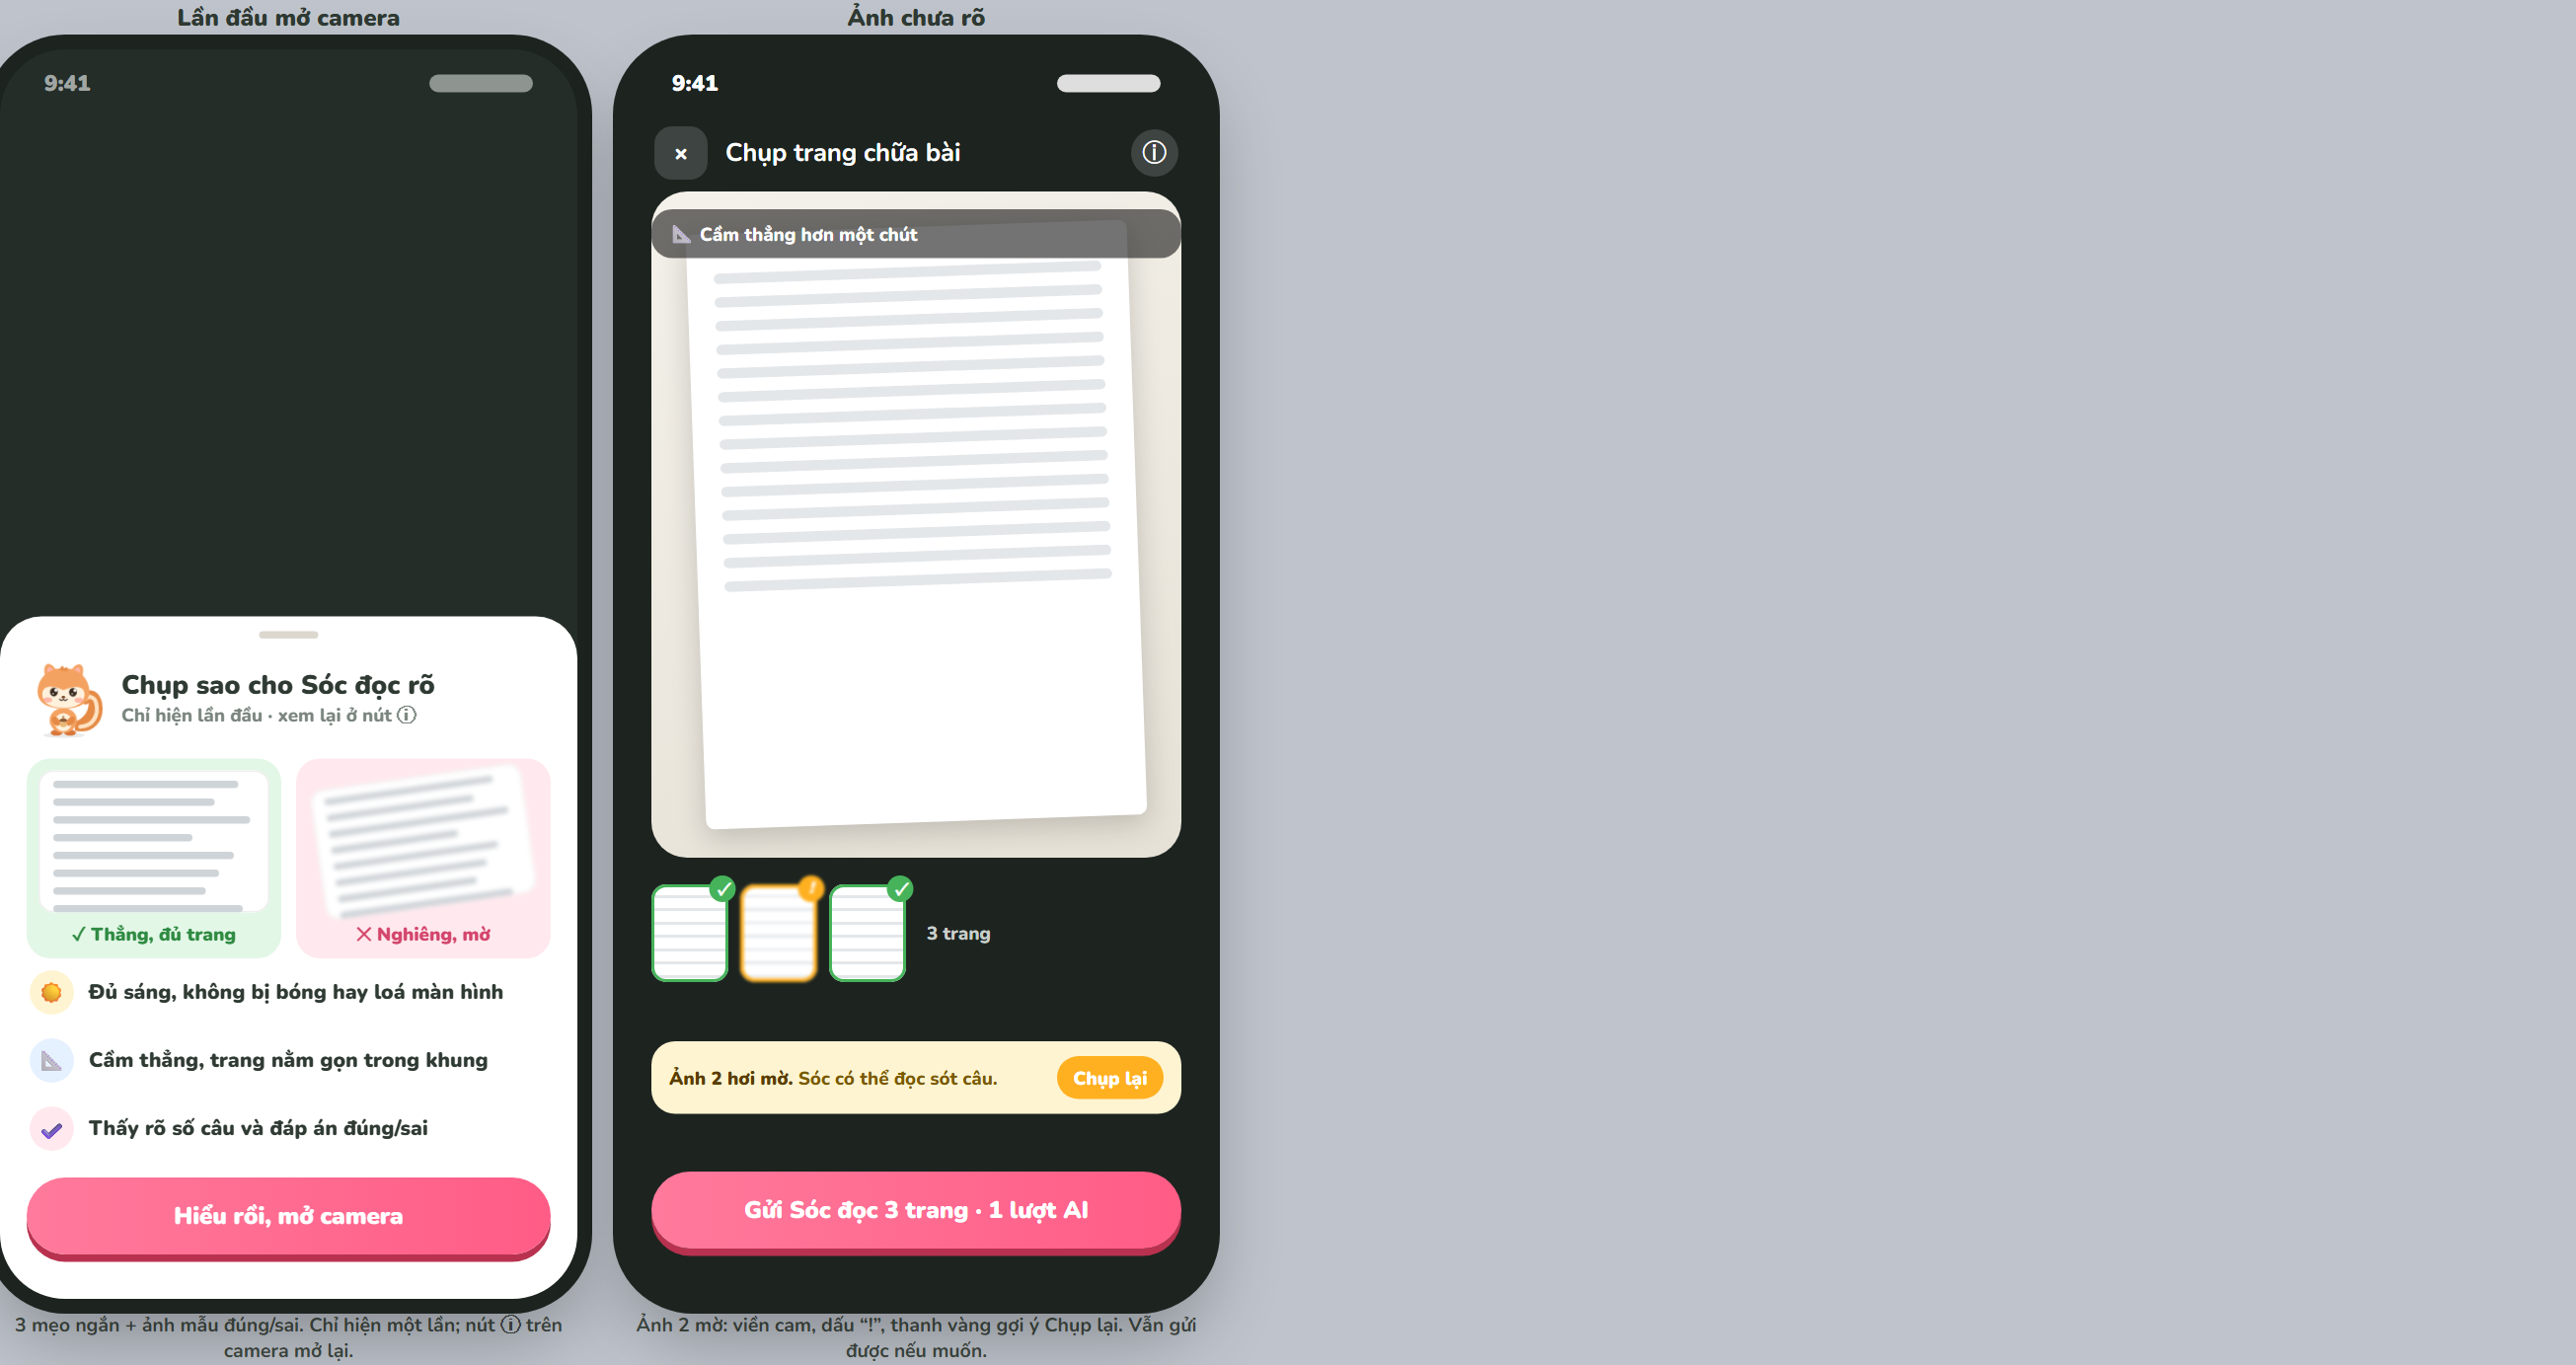 Lần đầu mở camera
9:41
Chụp sao cho Sóc đọc rõ
Chỉ hiện lần đầu · xem lại ở nút ⓘ
✓ Thẳng, đủ trang
✕ Nghiêng, mờ
Đủ sáng, không bị bóng hay loá màn hình
Cầm thẳng, trang nằm gọn trong khung
Thấy rõ số câu và đáp án đúng/sai
Hiểu rồi, mở camera
3 mẹo ngắn + ảnh mẫu đúng/sai. Chỉ hiện một lần; nút ⓘ trên
camera mở lại.
Ảnh chưa rõ
9:41
× Chụp trang chữa bài ⓘ
Cầm thẳng hơn một chút
✓ ! ✓
3 trang
Ảnh 2 hơi mờ. Sóc có thể đọc sót câu. Chụp lại
Gửi Sóc đọc 3 trang · 1 lượt AI
Ảnh 2 mờ: viền cam, dấu “!”, thanh vàng gợi ý Chụp lại. Vẫn gửi
được nếu muốn.